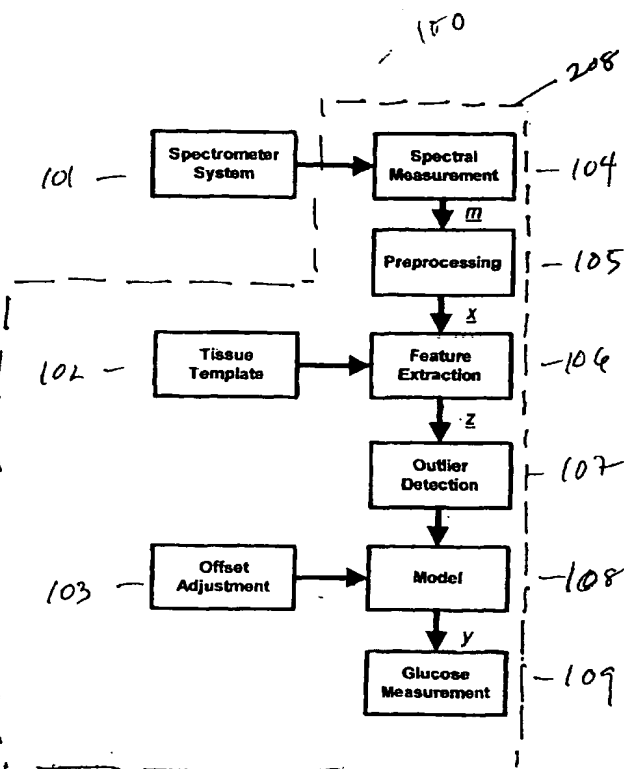 150
208
Spectrometer
System
Spectral
Measurement
101
104
m
Preprocessing
105
x
Tissue
Template
Feature
Extraction
102
106
z
Outlier
Detection
107
Offset
Adjustment
Model
103
108
y
Glucose
Measurement
109